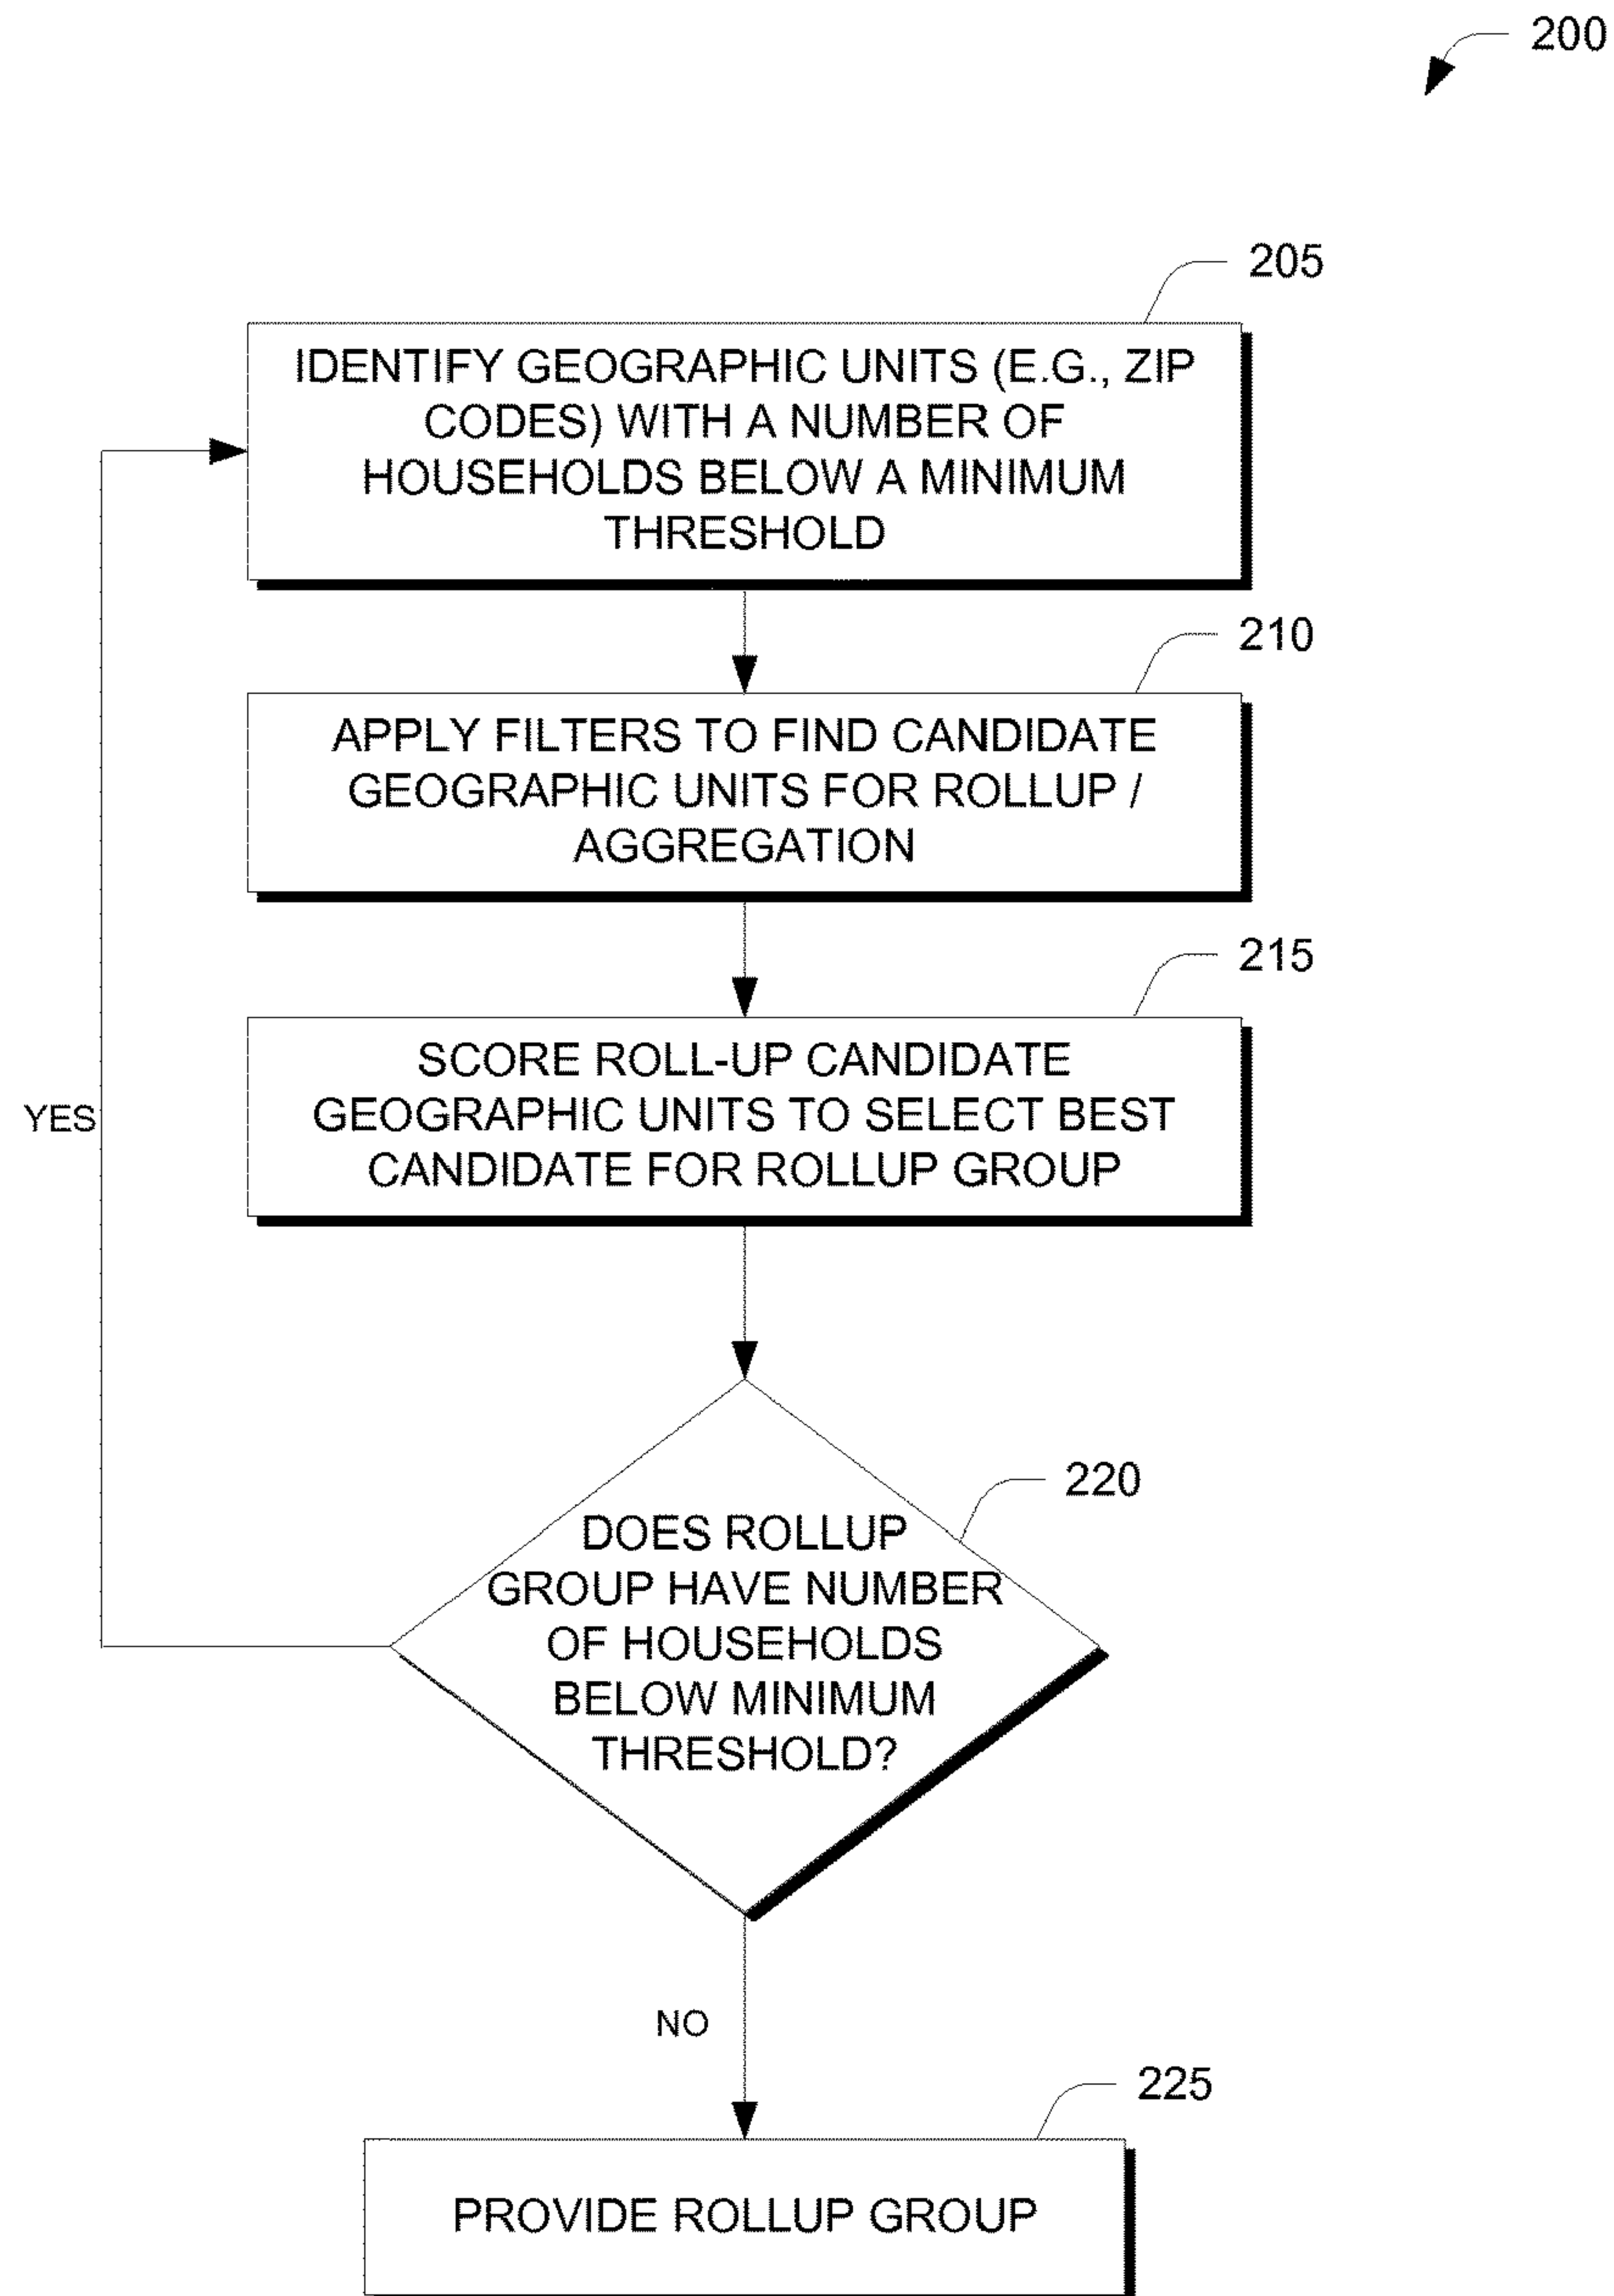 200
205
IDENTIFY GEOGRAPHIC UNITS (E.G., ZIP
CODES) WITH A NUMBER OF
HOUSEHOLDS BELOW A MINIMUM
THRESHOLD
210
APPLY FILTERS TO FIND CANDIDATE
GEOGRAPHIC UNITS FOR ROLLUP /
AGGREGATION
215
SCORE ROLL-UP CANDIDATE
GEOGRAPHIC UNITS TO SELECT BEST
CANDIDATE FOR ROLLUP GROUP
YES
220
DOES ROLLUP
GROUP HAVE NUMBER
OF HOUSEHOLDS
BELOW MINIMUM
THRESHOLD?
NO
225
PROVIDE ROLLUP GROUP